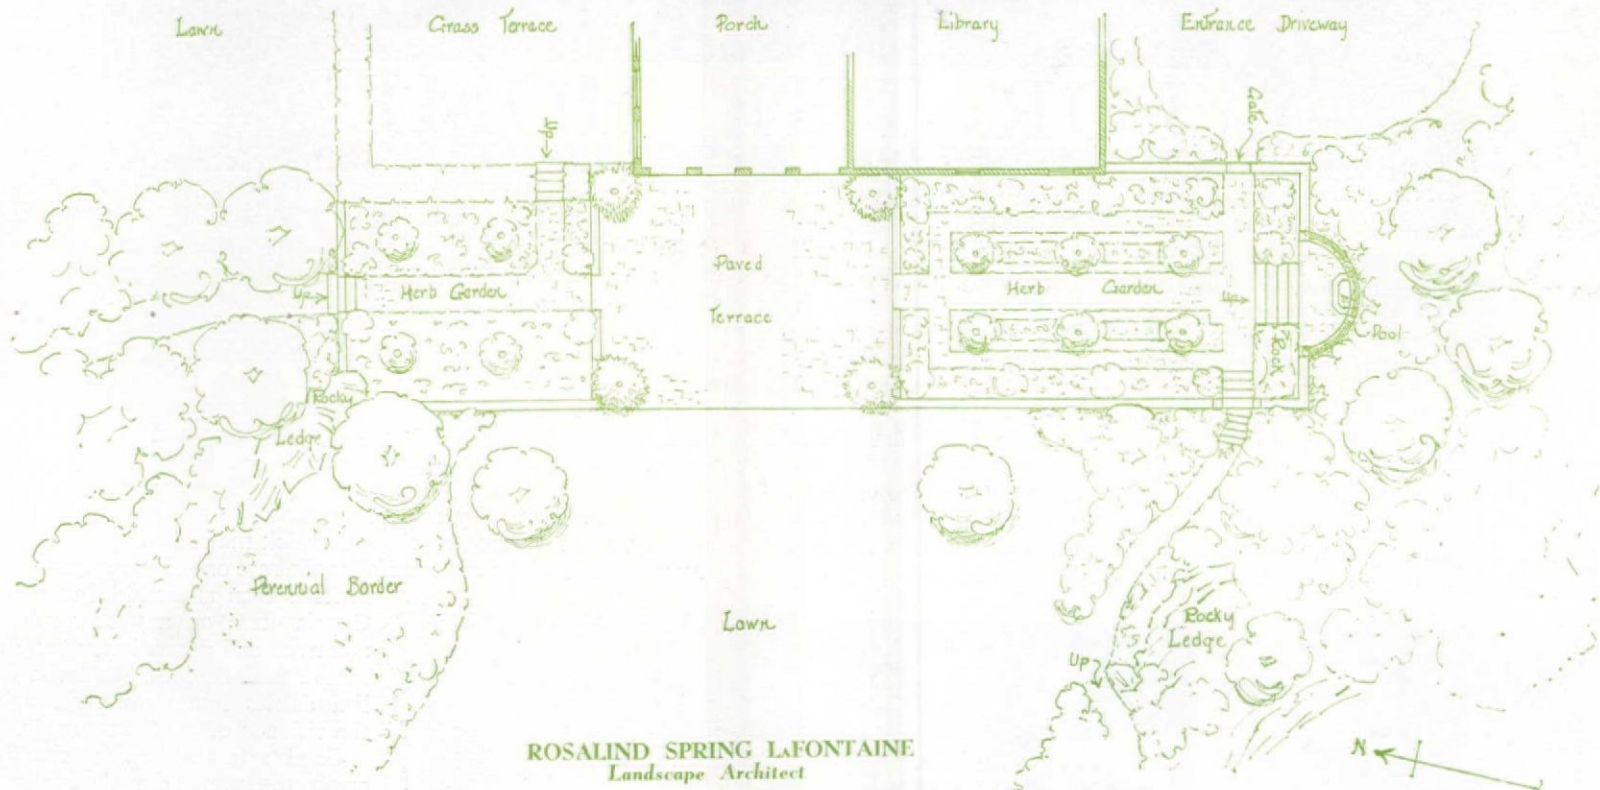 Lawn
Grass Terrace
Porch
Library
Entrance Driveway
Gate
Up
Paved
Terrace
Up
Herb Garden
Herb Garden
Up
Pool
Rocky
Ledge
Perennial Border
Lawn
Rocky
Ledge
Up
N
ROSALIND SPRING LAFONTAINE
Landscape Architect